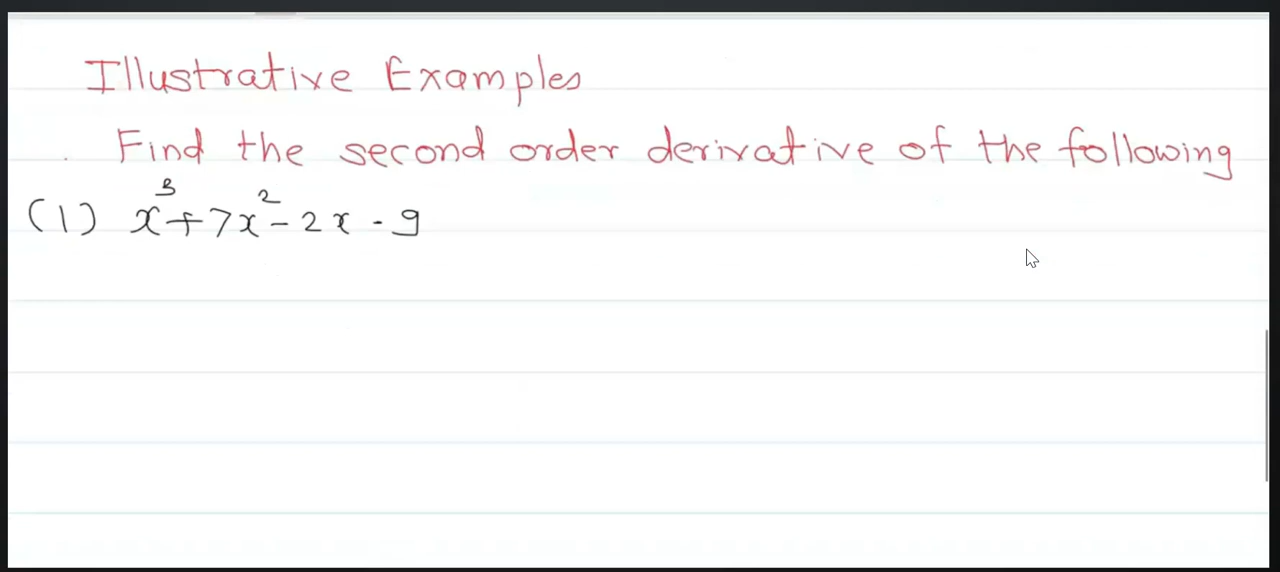 Illustrative Examples
Find the second order derivative of the following
(1) x³+7x²-2x-9